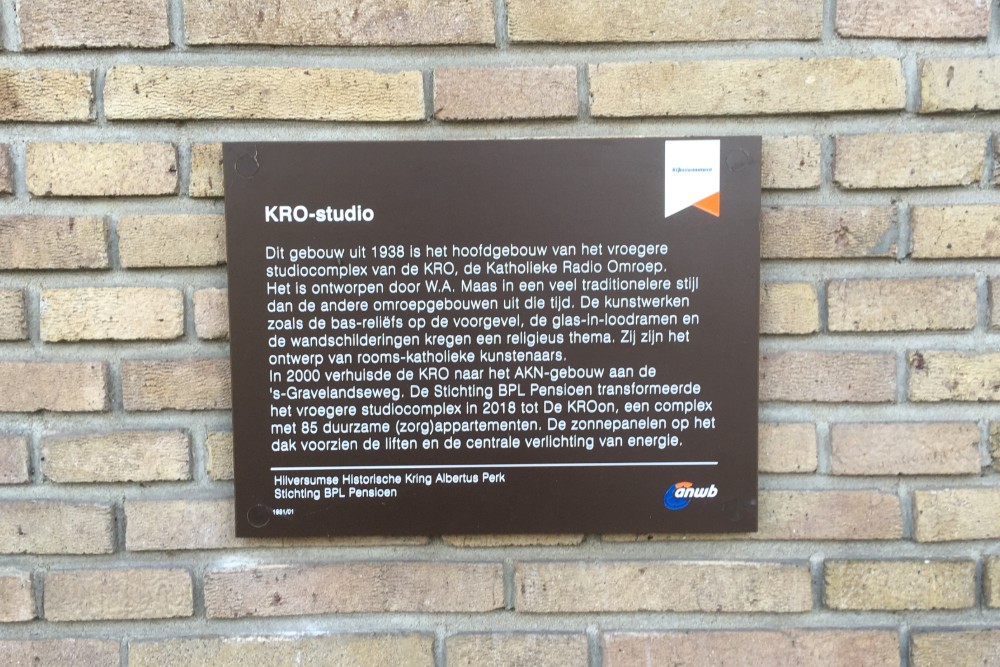 Rijksmonument
KRO-studio
Dit gebouw uit 1938 is het hoofdgebouw van het vroegere
studiocomplex van de KRO, de Katholieke Radio Omroep.
Het is ontworpen door W.A. Maas in een veel traditionelere stijl
dan de andere omroepgebouwen uit die tijd. De kunstwerken
zoals de bas-reliëfs op de voorgevel, de glas-in-loodramen en
de wandschilderingen kregen een religieus thema. Zij zijn het
ontwerp van rooms-katholieke kunstenaars.
In 2000 verhuisde de KRO naar het AKN-gebouw aan de
's-Gravelandseweg. De Stichting BPL Pensioen transformeerde
het vroegere studiocomplex in 2018 tot De KROon, een complex
met 85 duurzame (zorg)appartementen. De zonnepanelen op het
dak voorzien de liften en de centrale verlichting van energie.
Hilversumse Historische Kring Albertus Perk
Stichting BPL Pensioen
1981/01
anwb